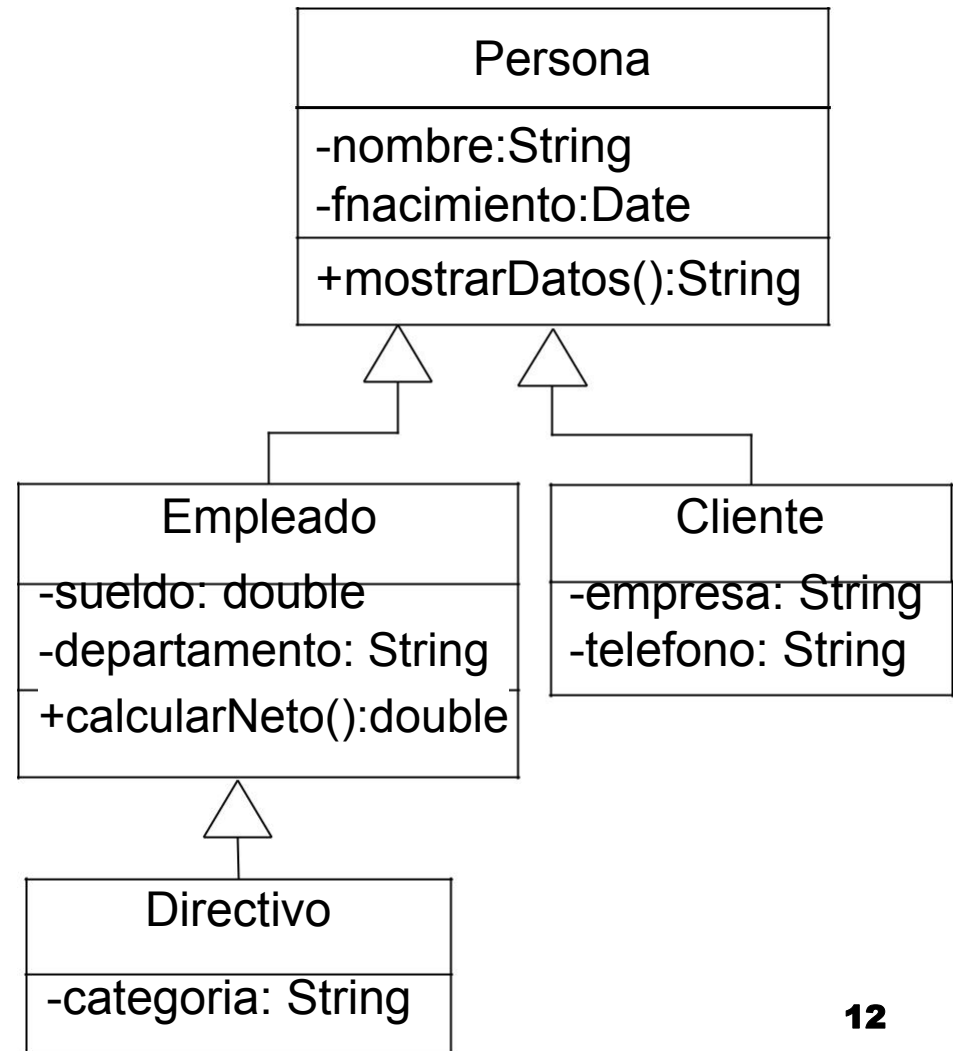 Persona
-nombre:String
-fnacimiento:Date
+mostrarDatos():String
Empleado
-sueldo: double
-departamento: String
+calcularNeto():double
Cliente
-empresa: String
-telefono: String
Directivo
-categoria: String
12